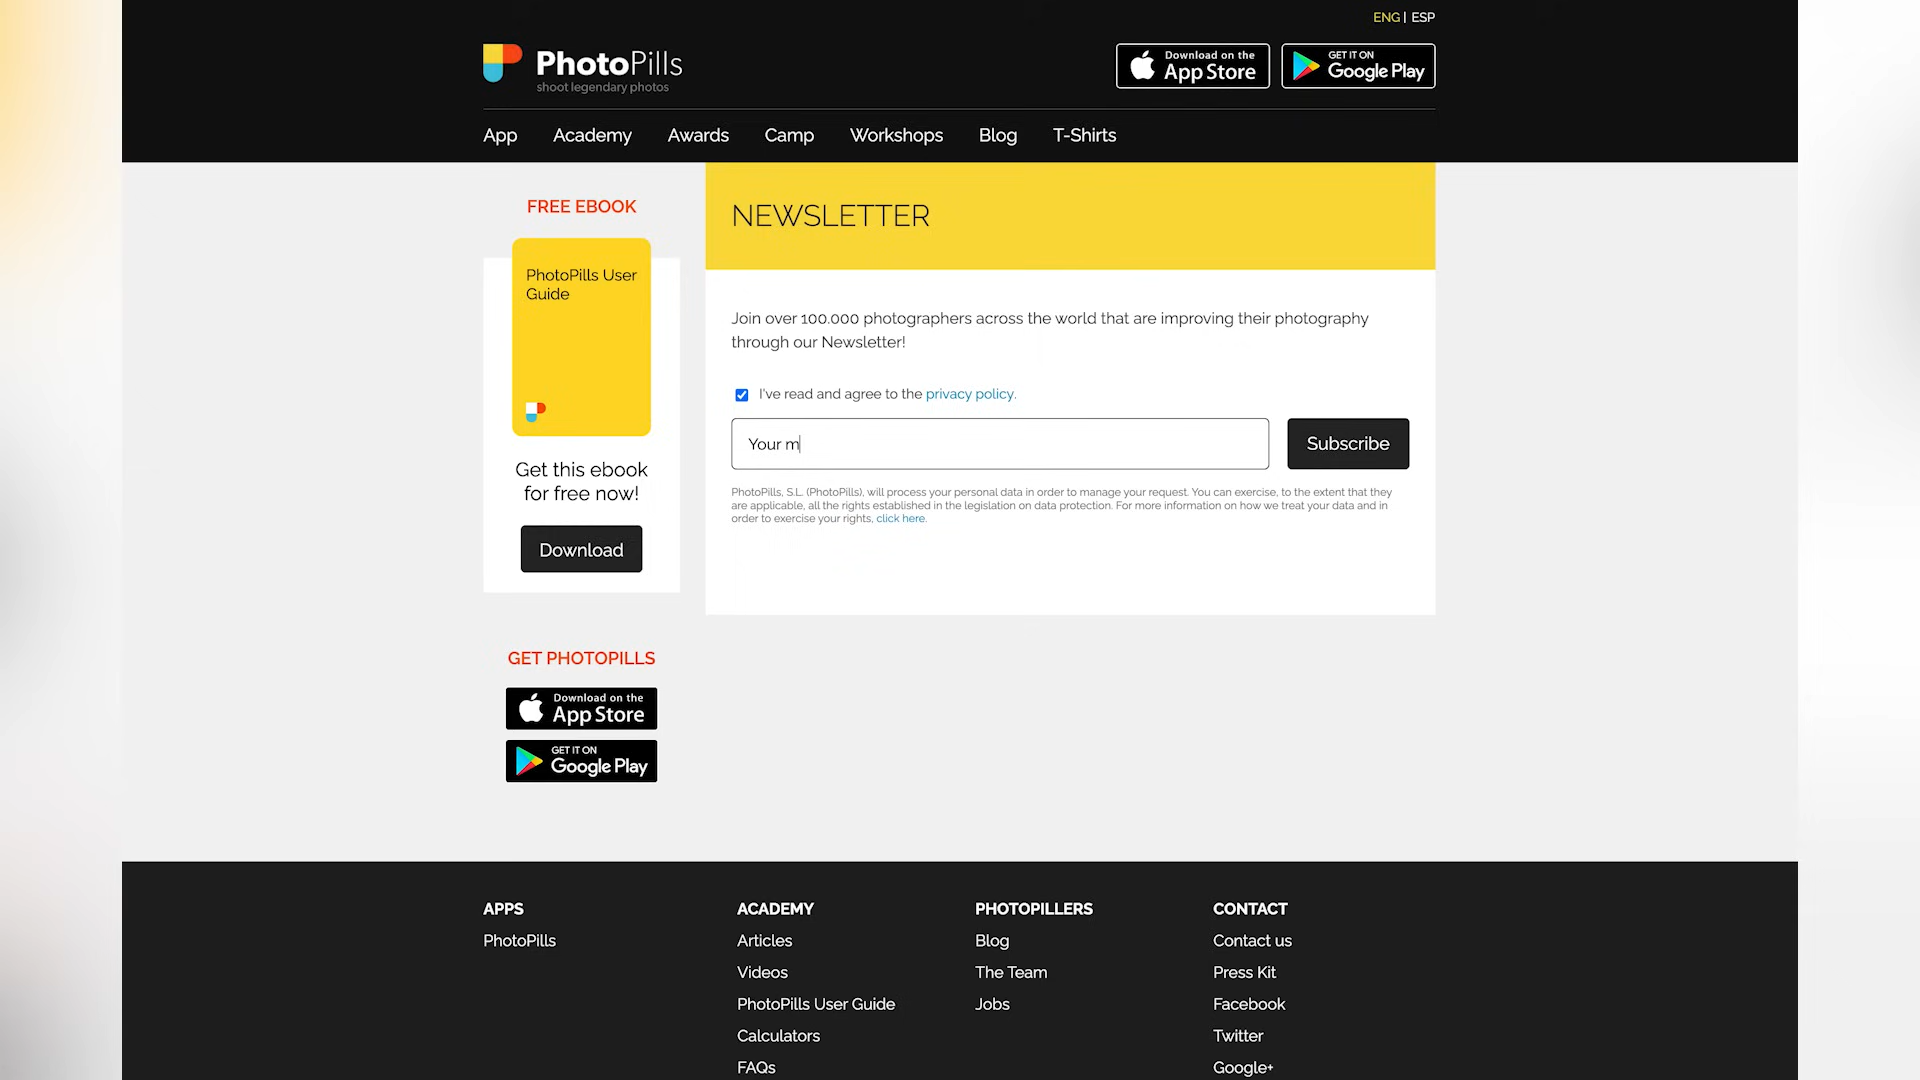 ENG | ESP
PhotoPills
shoot legendary photos
Download on the
App Store
GET IT ON
Google Play
App Academy Awards Camp Workshops Blog T-Shirts
FREE EBOOK
PhotoPills User
Guide
Get this ebook
for free now!
Download
GET PHOTOPILLS
Download on the
App Store
GET IT ON
Google Play
NEWSLETTER
Join over 100.000 photographers across the world that are improving their photography
through our Newsletter!
I've read and agree to the privacy policy.
Your m
Subscribe
PhotoPills, S.L. (PhotoPills), will process your personal data in order to manage your request. You can exercise, to the extent that they
are applicable, all the rights established in the legislation on data protection. For more information on how we treat your data and in
order to exercise your rights, click here.
APPS
PhotoPills
ACADEMY
Articles
Videos
PhotoPills User Guide
Calculators
FAQs
PHOTOPILLERS
Blog
The Team
Jobs
CONTACT
Contact us
Press Kit
Facebook
Twitter
Google+